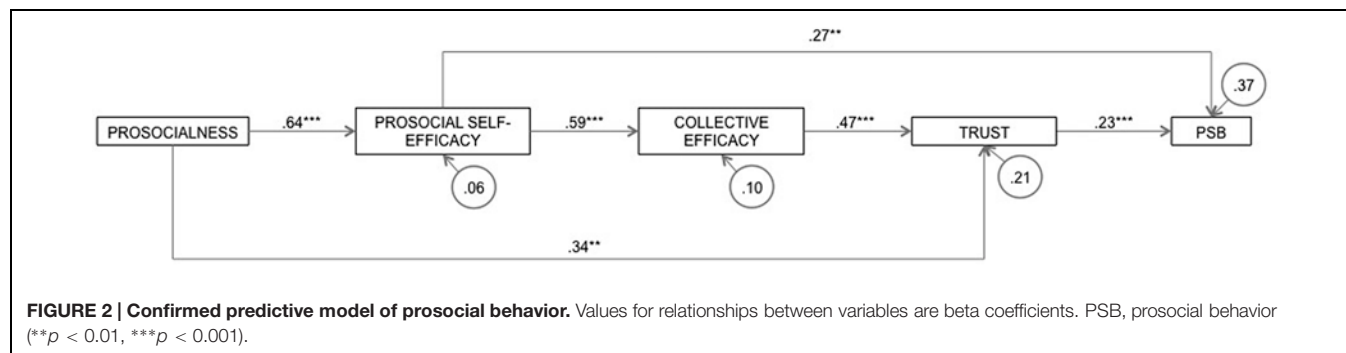 .27**
.37
PROSOCIALNESS .64*** PROSOCIAL SELF-EFFICACY .59*** COLLECTIVE EFFICACY .47*** TRUST .23*** PSB
.06
.10
.21
.34**
FIGURE 2 | Confirmed predictive model of prosocial behavior. Values for relationships between variables are beta coefficients. PSB, prosocial behavior
(**p < 0.01, ***p < 0.001).